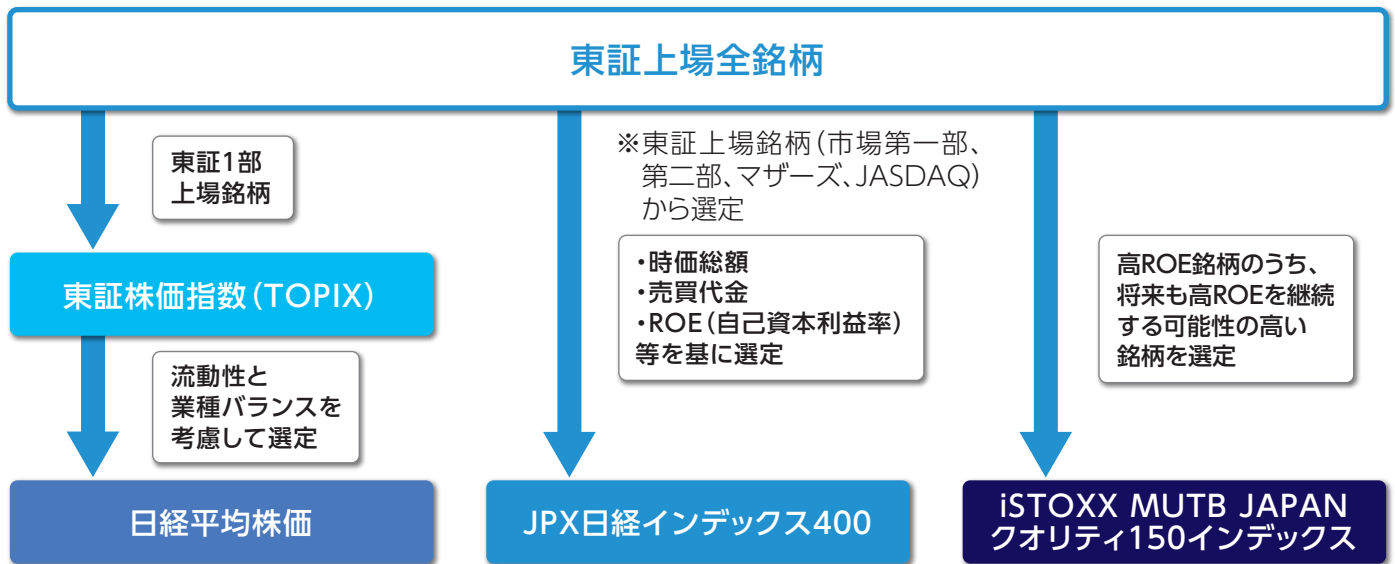 東証上場全銘柄
東証1部
上場銘柄
東証株価指数(TOPIX)
流動性と
業種バランスを
考慮して選定
日経平均株価
※東証上場銘柄(市場第一部、
第二部、マザーズ、JASDAQ)
から選定
・時価総額
・売買代金
・ROE(自己資本利益率)
等を基に選定
JPX日経インデックス400
高ROE銘柄のうち、
将来も高ROEを継続
する可能性の高い
銘柄を選定
iSTOXX MUTB JAPAN
クオリティ150インデックス